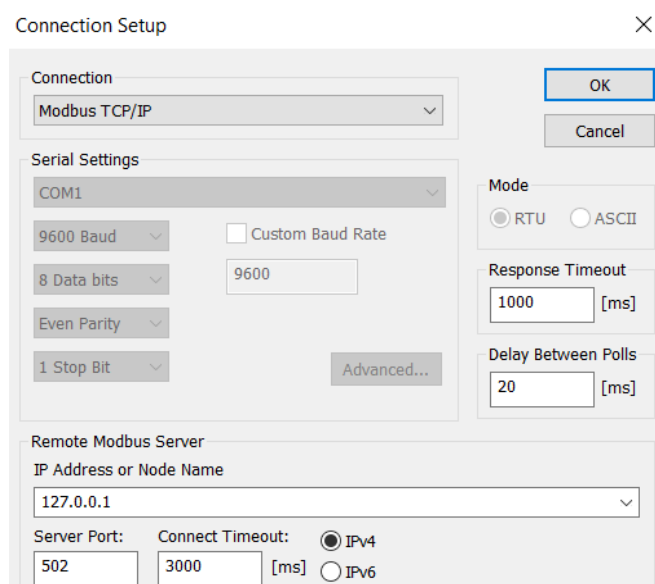 Connection Setup
Connection
OK
Modbus TCP/IP
Cancel
Serial Settings
COM1
Mode
RTU ASCII
9600 Baud Custom Baud Rate
8 Data bits 9600
Response Timeout
1000 [ms]
Even Parity
1 Stop Bit Advanced...
Delay Between Polls
20 [ms]
Remote Modbus Server
IP Address or Node Name
127.0.0.1
Server Port: Connect Timeout: IPv4
502 3000 [ms] IPv6